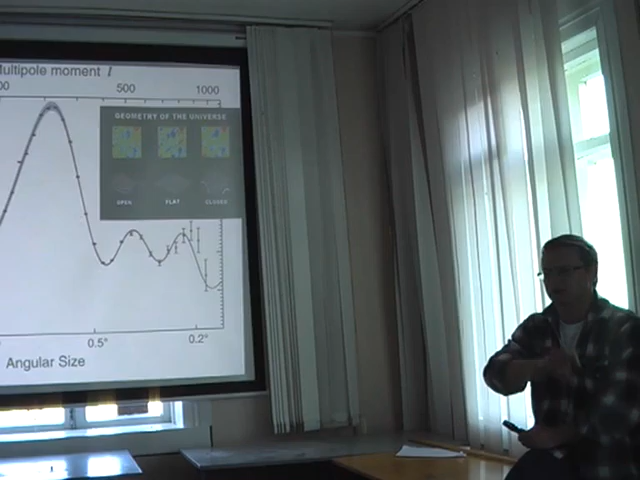 Multipole moment l
500 1000
GEOMETRY OF THE UNIVERSE
OPEN FLAT CLOSED
0.5° 0.2°
Angular Size